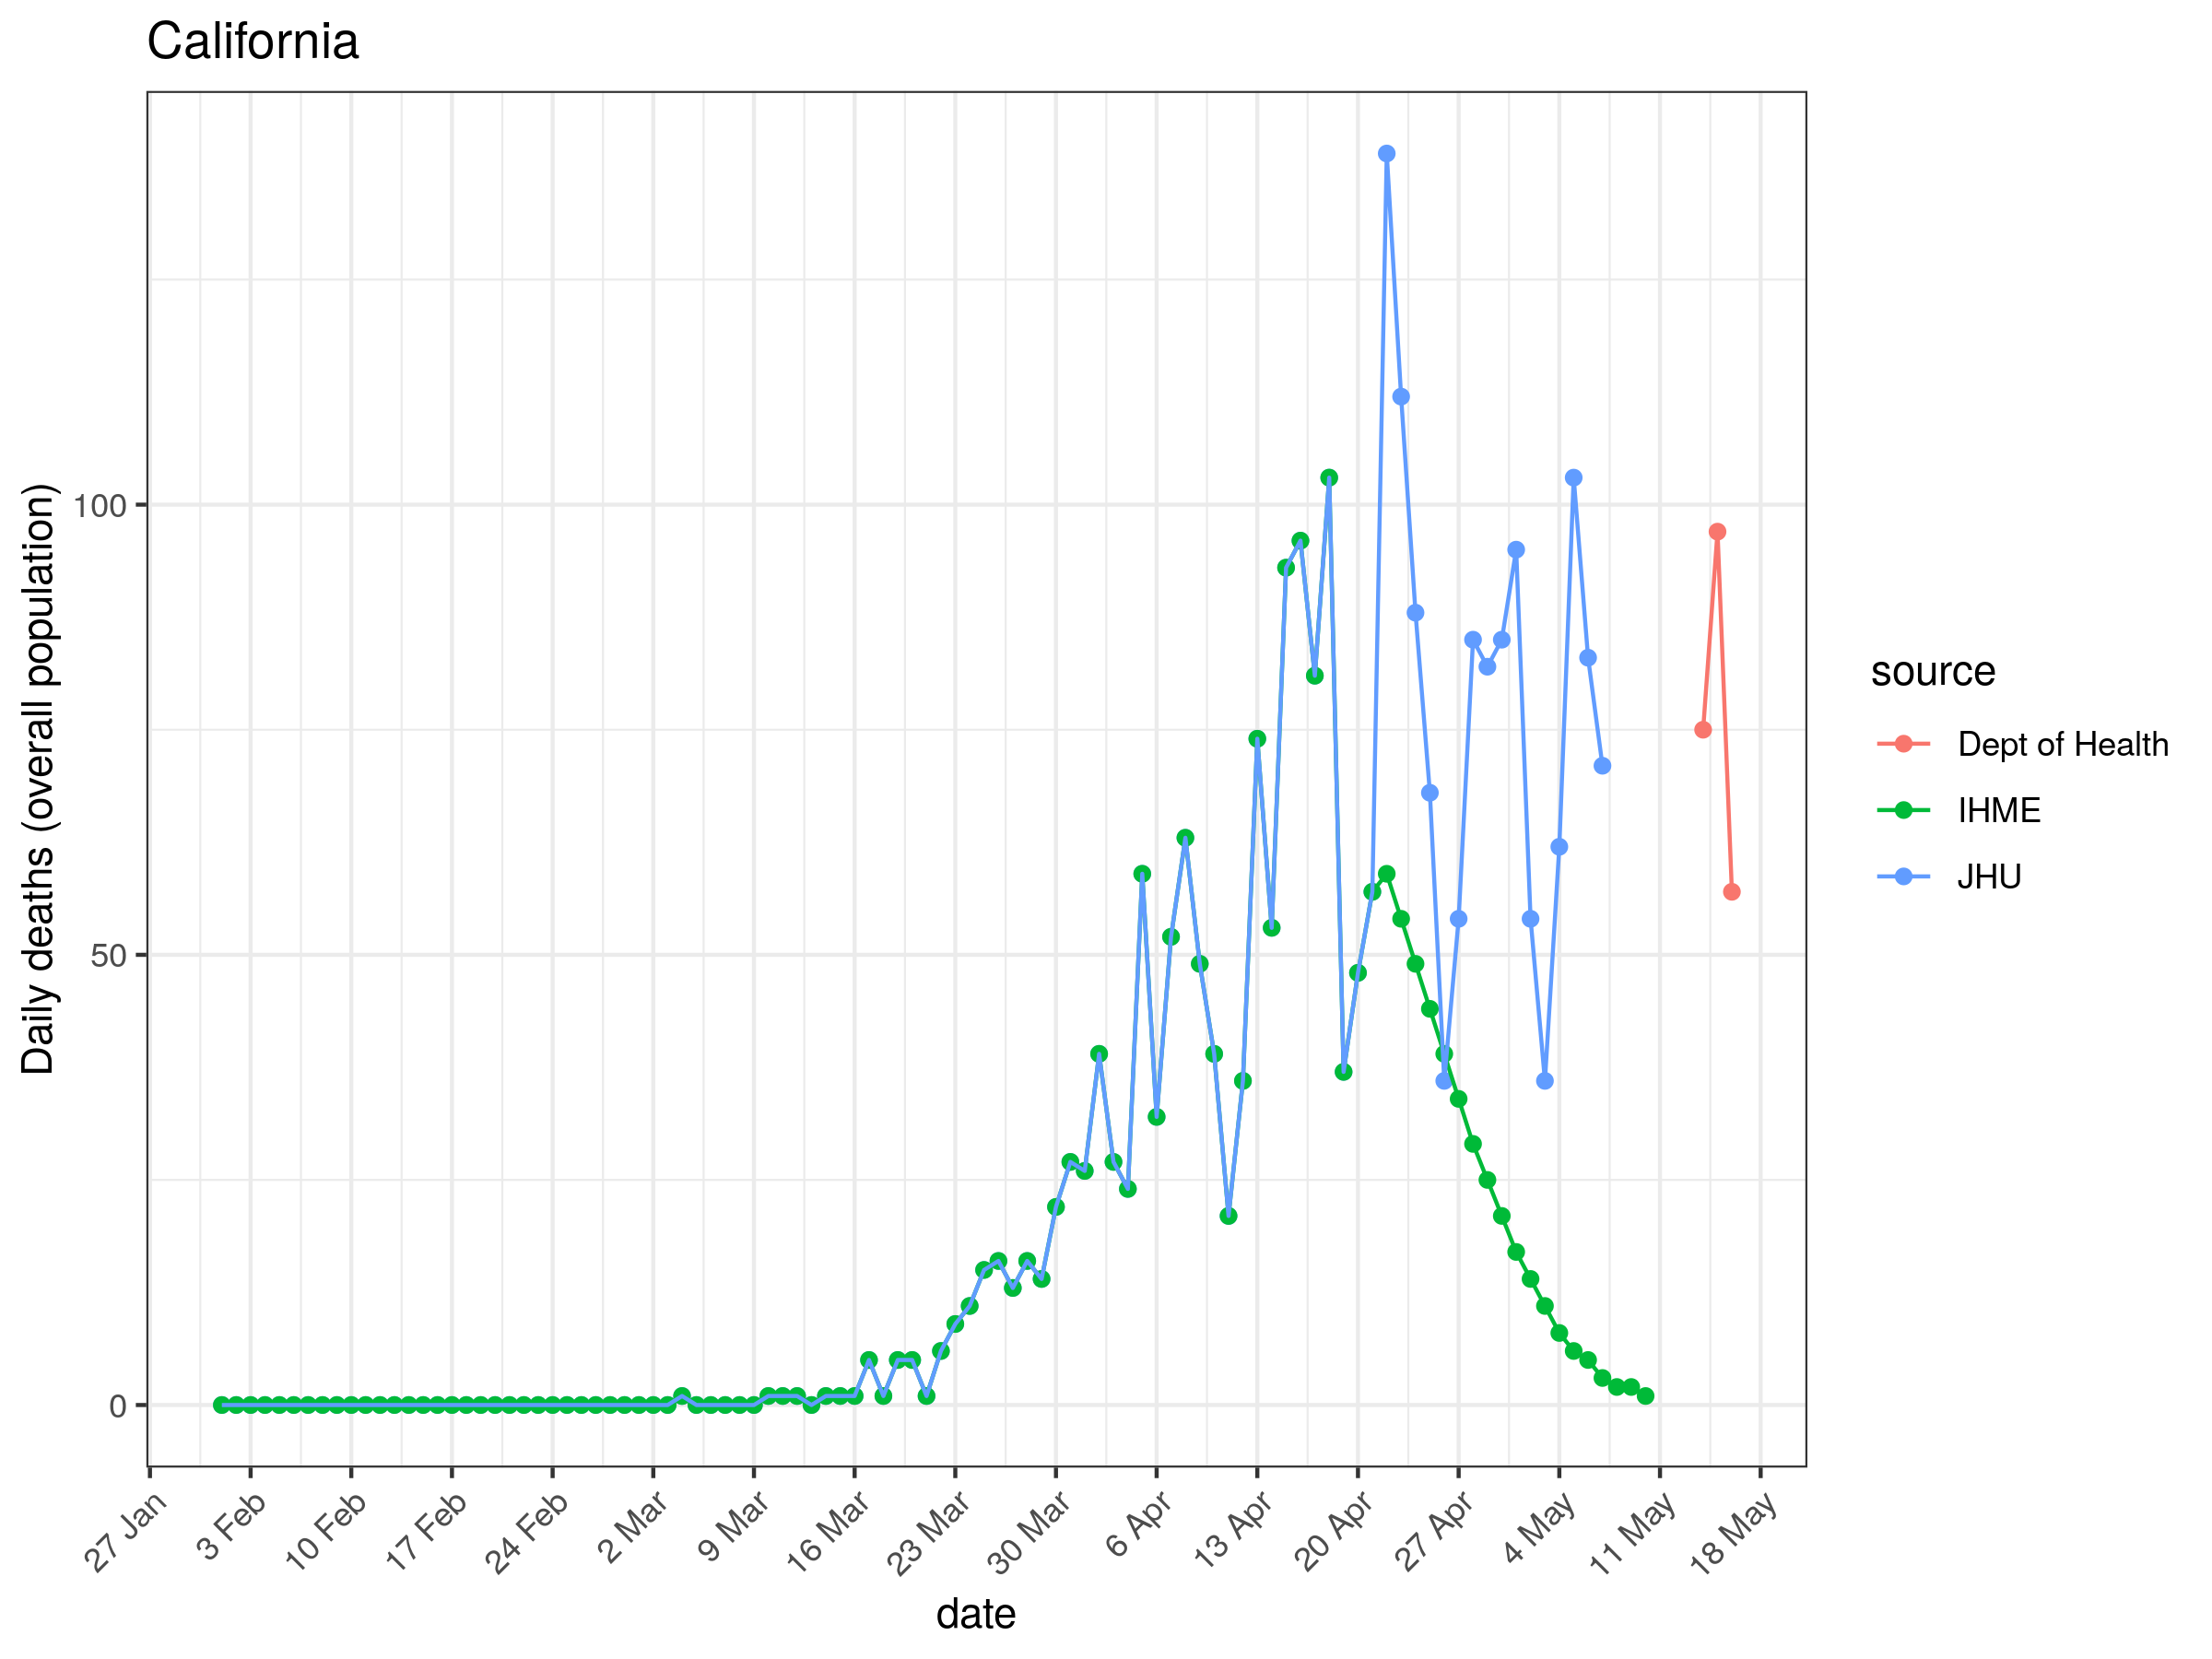 California
Daily deaths (overall population)
100
50
0
27 Jan
3 Feb
10 Feb
17 Feb
24 Feb
2 Mar
9 Mar
16 Mar
23 Mar
30 Mar
6 Apr
13 Apr
20 Apr
27 Apr
4 May
11 May
18 May
date
source
Dept of Health
IHME
JHU